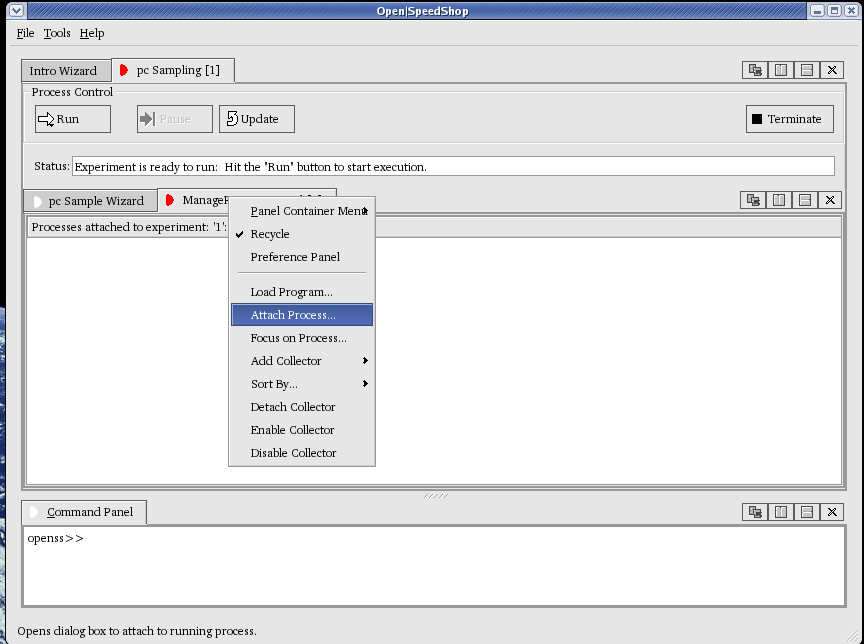 Open|SpeedShop
File Tools Help
Intro Wizard pc Sampling [1]
Process Control
Run Pause Update Terminate
Status: Experiment is ready to run: Hit the "Run" button to start execution.
pc Sample Wizard
Processes attached to experiment: '1':
Panel Container Menu
Recycle
Preference Panel
Load Program...
Attach Process...
Focus on Process...
Add Collector
Sort By...
Detach Collector
Enable Collector
Disable Collector
Command Panel
openss>>
Opens dialog box to attach to running process.